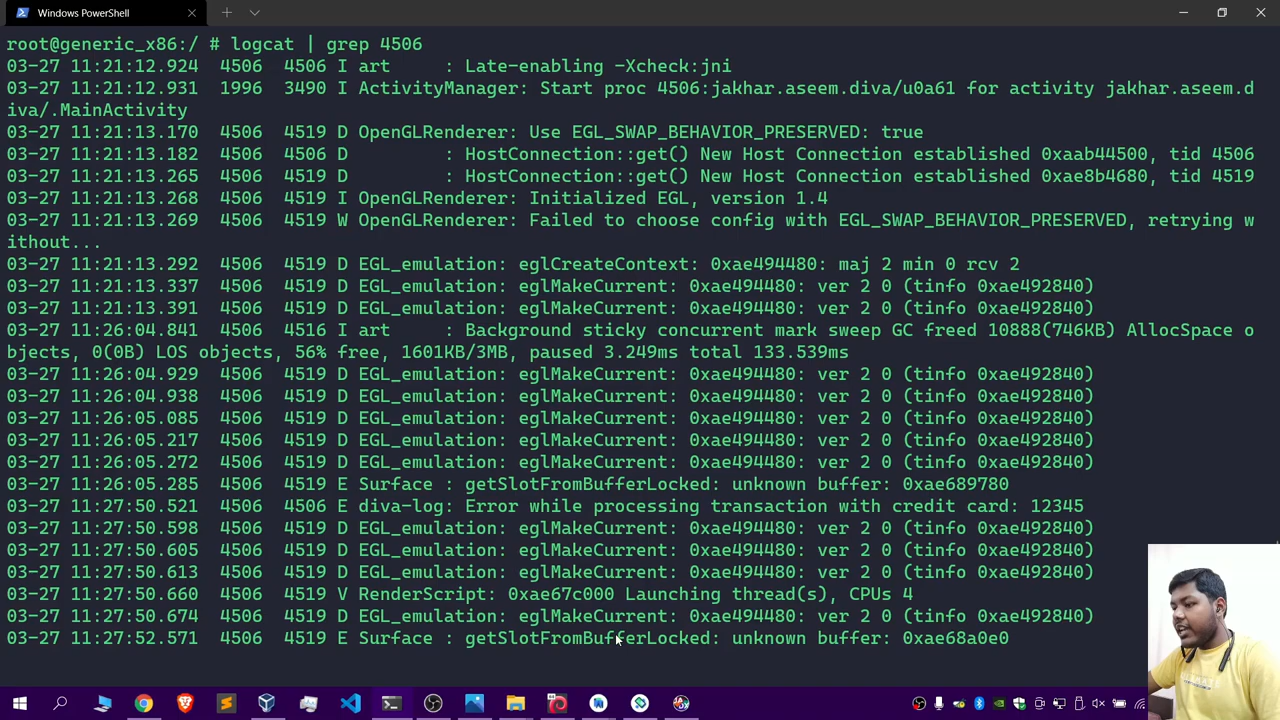 Windows PowerShell
root@generic_x86:/ # logcat | grep 4506
03-27 11:21:12.924  4506  4506 I art     : Late-enabling -Xcheck:jni
03-27 11:21:12.931  1996  3490 I ActivityManager: Start proc 4506:jakhar.aseem.diva/u0a61 for activity jakhar.aseem.d
iva/.MainActivity
03-27 11:21:13.170  4506  4519 D OpenGLRenderer: Use EGL_SWAP_BEHAVIOR_PRESERVED: true
03-27 11:21:13.182  4506  4506 D         : HostConnection::get() New Host Connection established 0xaab44500, tid 4506
03-27 11:21:13.265  4506  4519 D         : HostConnection::get() New Host Connection established 0xae8b4680, tid 4519
03-27 11:21:13.268  4506  4519 I OpenGLRenderer: Initialized EGL, version 1.4
03-27 11:21:13.269  4506  4519 W OpenGLRenderer: Failed to choose config with EGL_SWAP_BEHAVIOR_PRESERVED, retrying w
ithout...
03-27 11:21:13.292  4506  4519 D EGL_emulation: eglCreateContext: 0xae494480: maj 2 min 0 rcv 2
03-27 11:21:13.337  4506  4519 D EGL_emulation: eglMakeCurrent: 0xae494480: ver 2 0 (tinfo 0xae492840)
03-27 11:21:13.391  4506  4519 D EGL_emulation: eglMakeCurrent: 0xae494480: ver 2 0 (tinfo 0xae492840)
03-27 11:26:04.841  4506  4516 I art     : Background sticky concurrent mark sweep GC freed 10888(746KB) AllocSpace o
bjects, 0(0B) LOS objects, 56% free, 1601KB/3MB, paused 3.249ms total 133.539ms
03-27 11:26:04.929  4506  4519 D EGL_emulation: eglMakeCurrent: 0xae494480: ver 2 0 (tinfo 0xae492840)
03-27 11:26:04.938  4506  4519 D EGL_emulation: eglMakeCurrent: 0xae494480: ver 2 0 (tinfo 0xae492840)
03-27 11:26:05.085  4506  4519 D EGL_emulation: eglMakeCurrent: 0xae494480: ver 2 0 (tinfo 0xae492840)
03-27 11:26:05.217  4506  4519 D EGL_emulation: eglMakeCurrent: 0xae494480: ver 2 0 (tinfo 0xae492840)
03-27 11:26:05.272  4506  4519 D EGL_emulation: eglMakeCurrent: 0xae494480: ver 2 0 (tinfo 0xae492840)
03-27 11:26:05.285  4506  4519 E Surface : getSlotFromBufferLocked: unknown buffer: 0xae689780
03-27 11:27:50.521  4506  4506 E diva-log: Error while processing transaction with credit card: 12345
03-27 11:27:50.598  4506  4519 D EGL_emulation: eglMakeCurrent: 0xae494480: ver 2 0 (tinfo 0xae492840)
03-27 11:27:50.605  4506  4519 D EGL_emulation: eglMakeCurrent: 0xae494480: ver 2 0 (tinfo 0xae492840)
03-27 11:27:50.613  4506  4519 D EGL_emulation: eglMakeCurrent: 0xae494480: ver 2 0 (tinfo 0xae492840)
03-27 11:27:50.660  4506  4519 V RenderScript: 0xae67c000 Launching thread(s), CPUs 4
03-27 11:27:50.674  4506  4519 D EGL_emulation: eglMakeCurrent: 0xae494480: ver 2 0 (tinfo 0xae492840)
03-27 11:27:52.571  4506  4519 E Surface : getSlotFromBufferLocked: unknown buffer: 0xae68a0e0